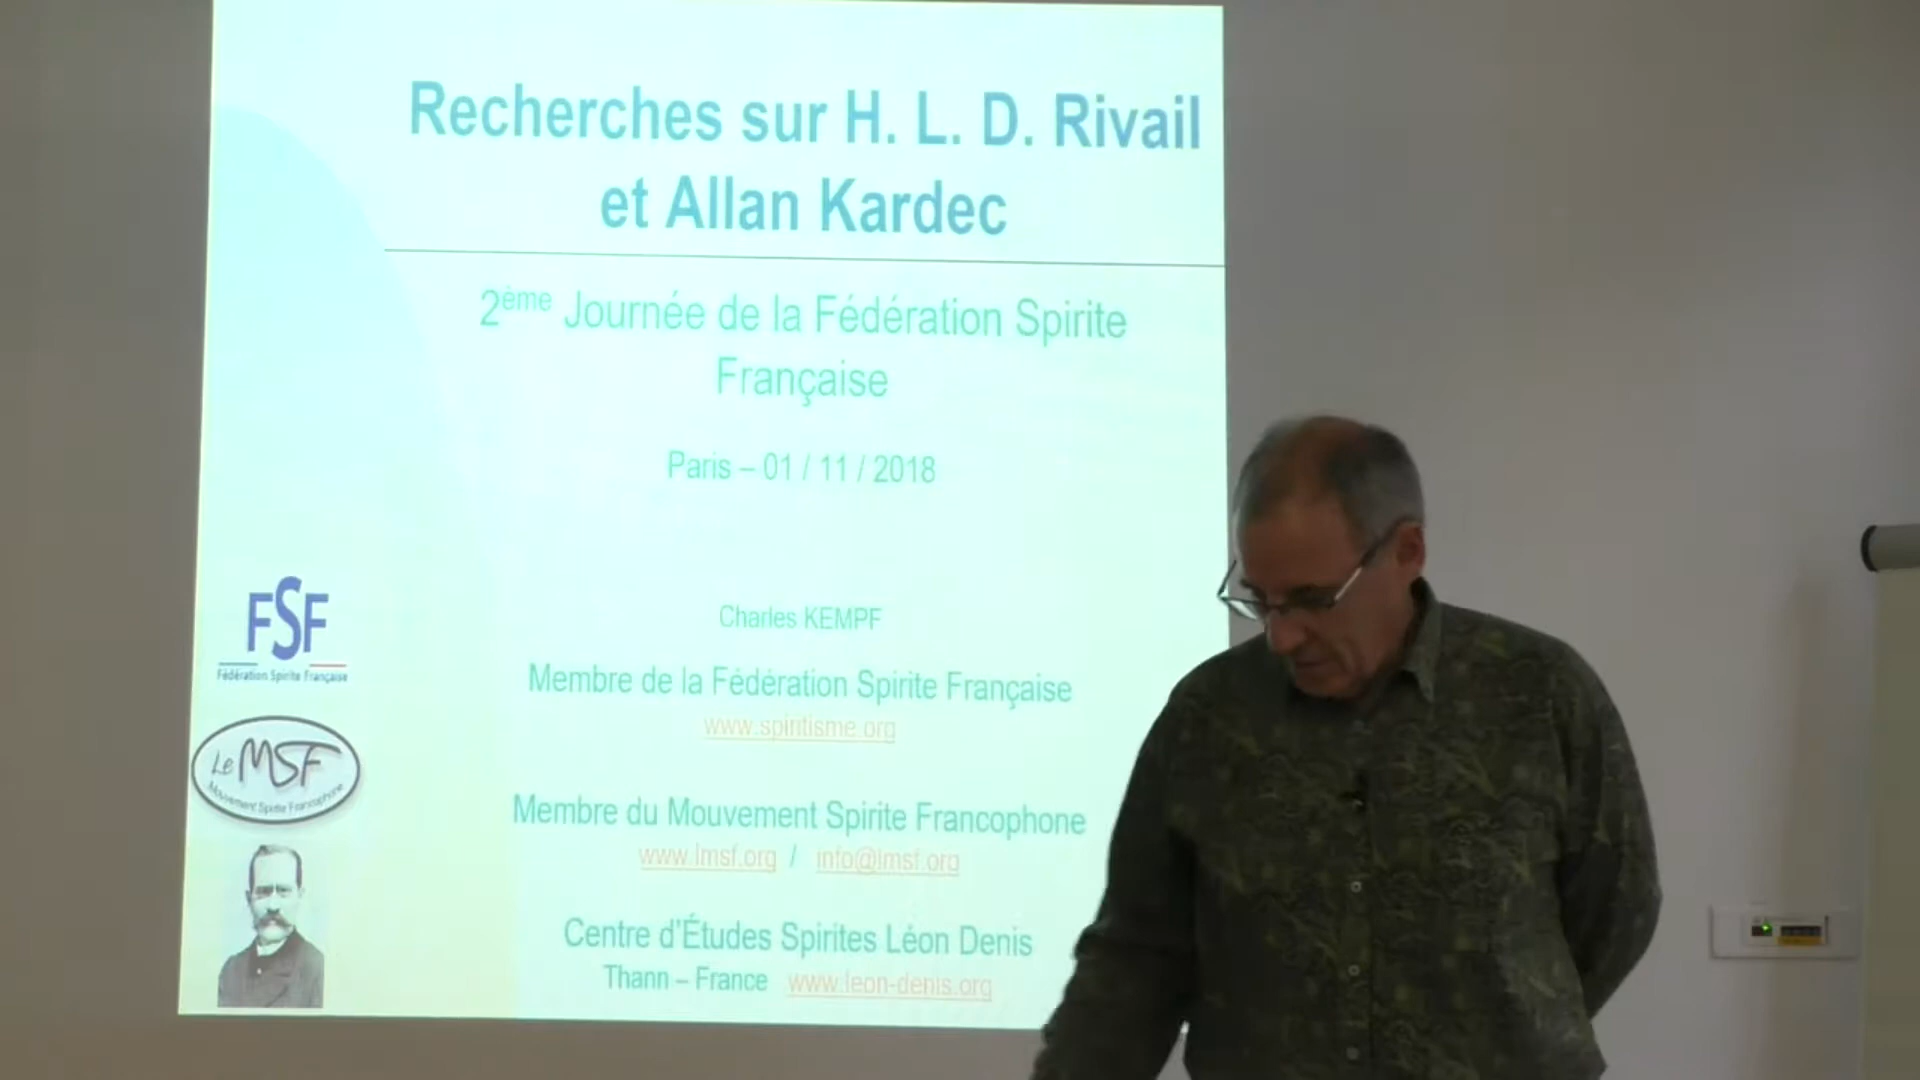 Recherches sur H. L. D. Rivail
et Allan Kardec
2ème Journée de la Fédération Spirite
Française
Paris – 01 / 11 / 2018
Charles KEMPF
Membre de la Fédération Spirite Française
www.spiritisme.org
Membre du Mouvement Spirite Francophone
www.lmsf.org / info@lmsf.org
Centre d'Études Spirites Léon Denis
Thann – France www.leon-denis.org
FSF
Fédération Spirite Française
Le MSF
Mouvement Spirite Francophone